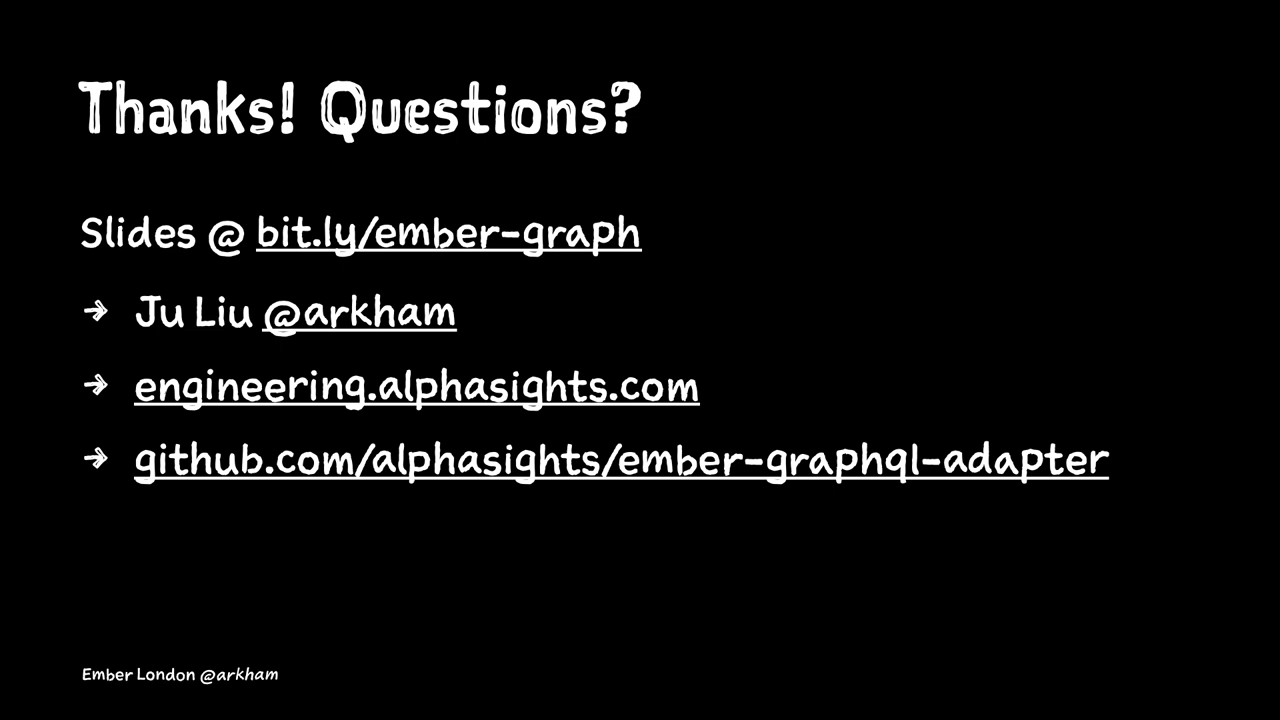 Thanks! Questions?
Slides @ bit.ly/ember-graph
→ Ju Liu @arkham
→ engineering.alphasights.com
→ github.com/alphasights/ember-graphql-adapter
Ember London @arkham